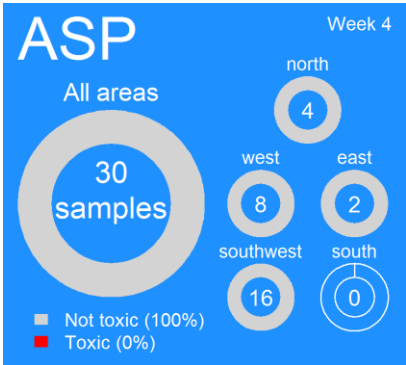 ASP
Week 4
All areas
30
samples
north
4
west
8
east
2
southwest
16
south
0
Not toxic (100%)
Toxic (0%)